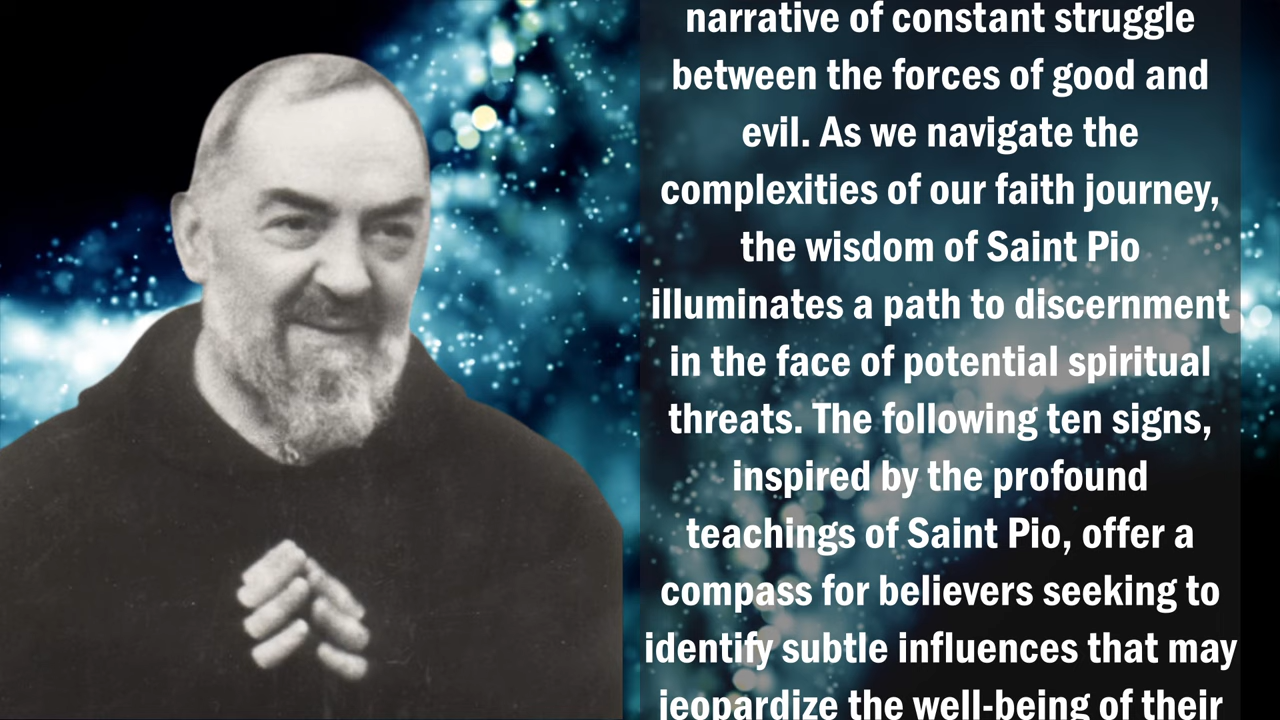 narrative of constant struggle
between the forces of good and
evil. As we navigate the
complexities of our faith journey,
the wisdom of Saint Pio
illuminates a path to discernment
in the face of potential spiritual
threats. The following ten signs,
inspired by the profound
teachings of Saint Pio, offer a
compass for believers seeking to
identify subtle influences that may
jeopardize the well-being of their